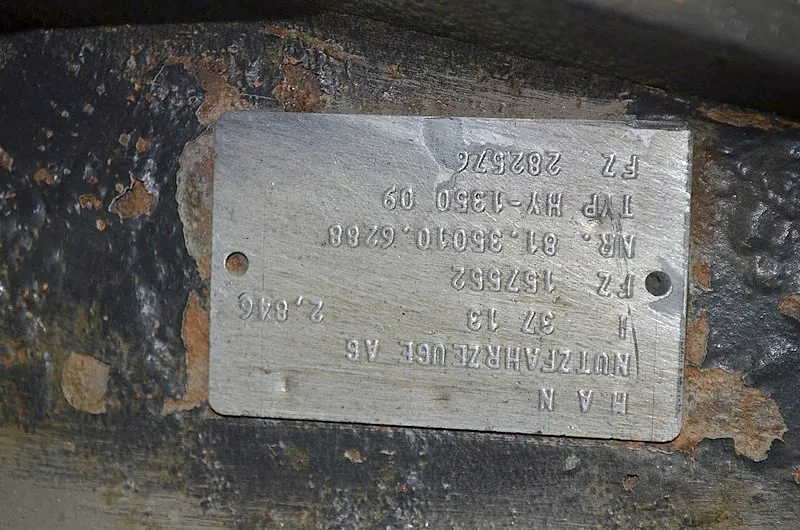 M A N
NUTZFAHRZEUGE AG
I 37 13 2,846
FZ 157552
NR. 81.35010.6288
TYP HY-1350 09
FZ 282576